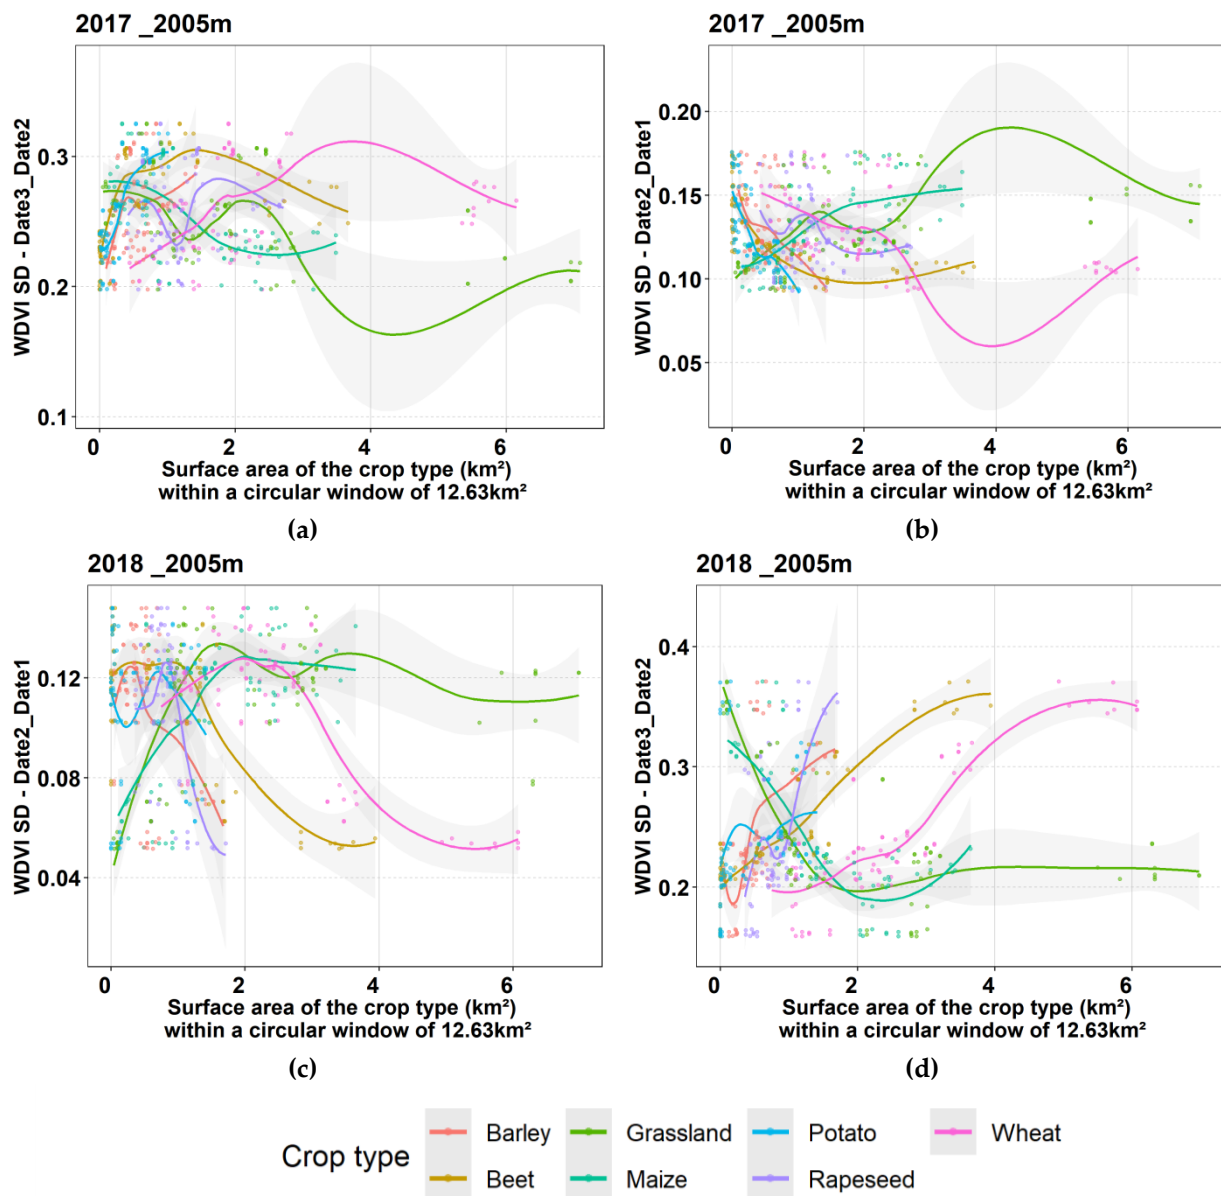 2017 _2005m
WDVI SD - Date3_Date2
0.3
0.2
0.1
0 2 4 6
Surface area of the crop type (km²)
within a circular window of 12.63km²
(a)
2017 _2005m
WDVI SD - Date2_Date1
0.20
0.15
0.10
0.05
0 2 4 6
Surface area of the crop type (km²)
within a circular window of 12.63km²
(b)
2018 _2005m
WDVI SD - Date2_Date1
0.12
0.08
0.04
0 2 4 6
Surface area of the crop type (km²)
within a circular window of 12.63km²
(c)
2018 _2005m
WDVI SD - Date3_Date2
0.4
0.3
0.2
0 2 4 6
Surface area of the crop type (km²)
within a circular window of 12.63km²
(d)
Crop type
Barley Grassland Potato Wheat
Beet Maize Rapeseed